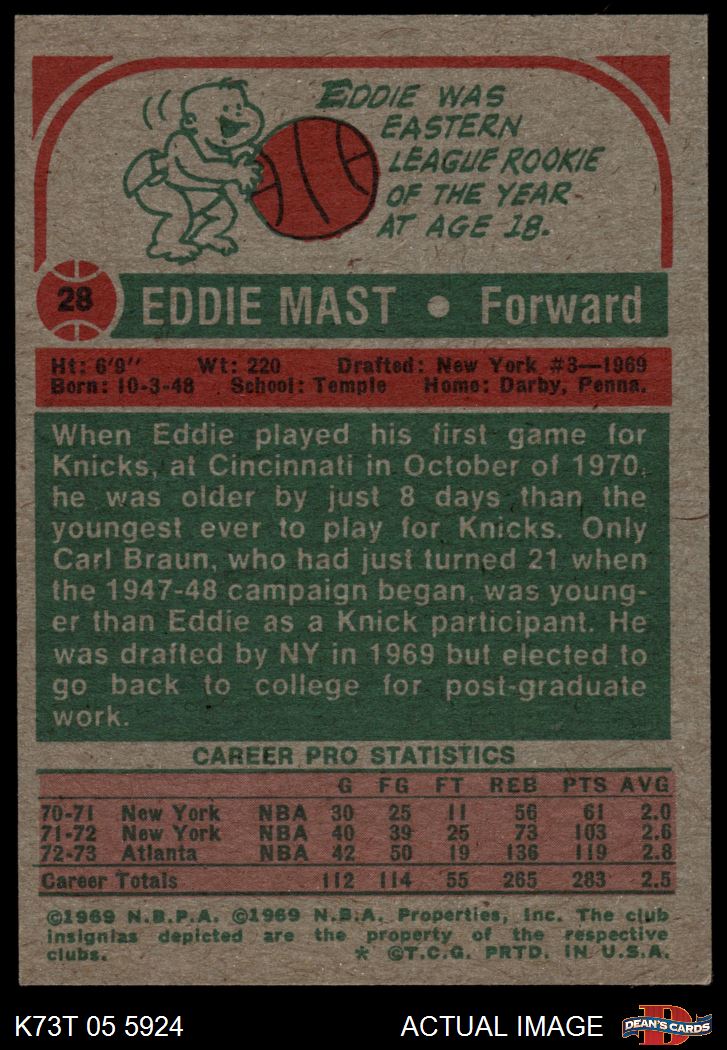 EDDIE WAS
EASTERN
LEAGUE ROOKIE
OF THE YEAR
AT AGE 18.
28 EDDIE MAST • Forward
Ht: 6'9'' Wt: 220 Drafted: New York #3—1969
Born: 10-3-48 School: Temple Home: Darby, Penna.
When Eddie played his first game for
Knicks, at Cincinnati in October of 1970,
he was older by just 8 days than the
youngest ever to play for Knicks. Only
Carl Braun, who had just turned 21 when
the 1947-48 campaign began, was young-
er than Eddie as a Knick participant. He
was drafted by NY in 1969 but elected to
go back to college for post-graduate
work.
CAREER PRO STATISTICS
G FG FT REB PTS AVG
70-71 New York NBA 30 25 11 56 61 2.0
71-72 New York NBA 40 39 25 73 103 2.6
72-73 Atlanta NBA 42 50 19 136 119 2.8
Career Totals 112 114 55 265 283 2.5
©1969 N.B.P.A. ©1969 N.B.A. Properties, Inc. The club
insignias depicted are the property of the respective
clubs. * ©T.C.G. PRTD. IN U.S.A.
K73T 05 5924 ACTUAL IMAGE D DEAN'S CARDS